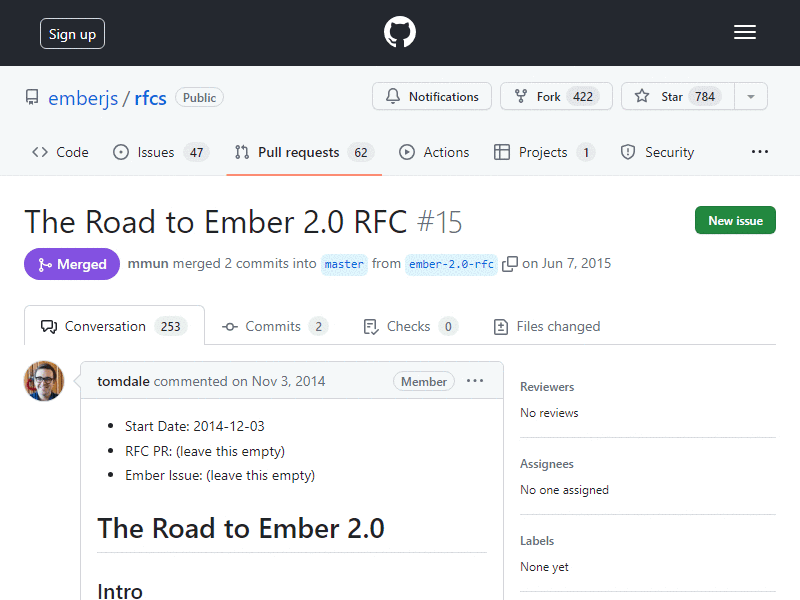 Sign up
emberjs / rfcs Public
Notifications Fork 422 Star 784
Code Issues 47 Pull requests 62 Actions Projects 1 Security
The Road to Ember 2.0 RFC #15
New issue
Merged mmun merged 2 commits into master from ember-2.0-rfc on Jun 7, 2015
Conversation 253 Commits 2 Checks 0 Files changed
tomdale commented on Nov 3, 2014 Member
Start Date: 2014-12-03
RFC PR: (leave this empty)
Ember Issue: (leave this empty)
The Road to Ember 2.0
Intro
Reviewers
No reviews
Assignees
No one assigned
Labels
None yet